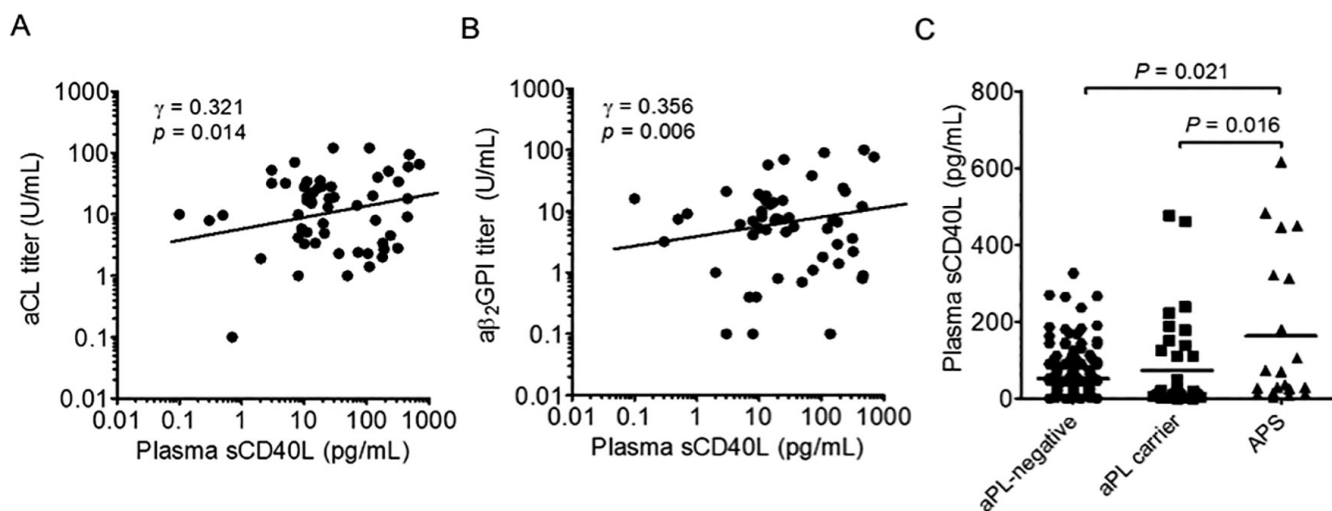 A
γ = 0.321
p = 0.014
aCL titer (U/mL)
1000
100
10
1
0.1
0.01
0.01
0.1
1
10
100
1000
Plasma sCD40L (pg/mL)
B
γ = 0.356
p = 0.006
aβ₂GPI titer (U/mL)
1000
100
10
1
0.1
0.01
0.01
0.1
1
10
100
1000
Plasma sCD40L (pg/mL)
C
P = 0.021
P = 0.016
Plasma sCD40L (pg/mL)
800
600
400
200
0
aPL-negative
aPL carrier
APS